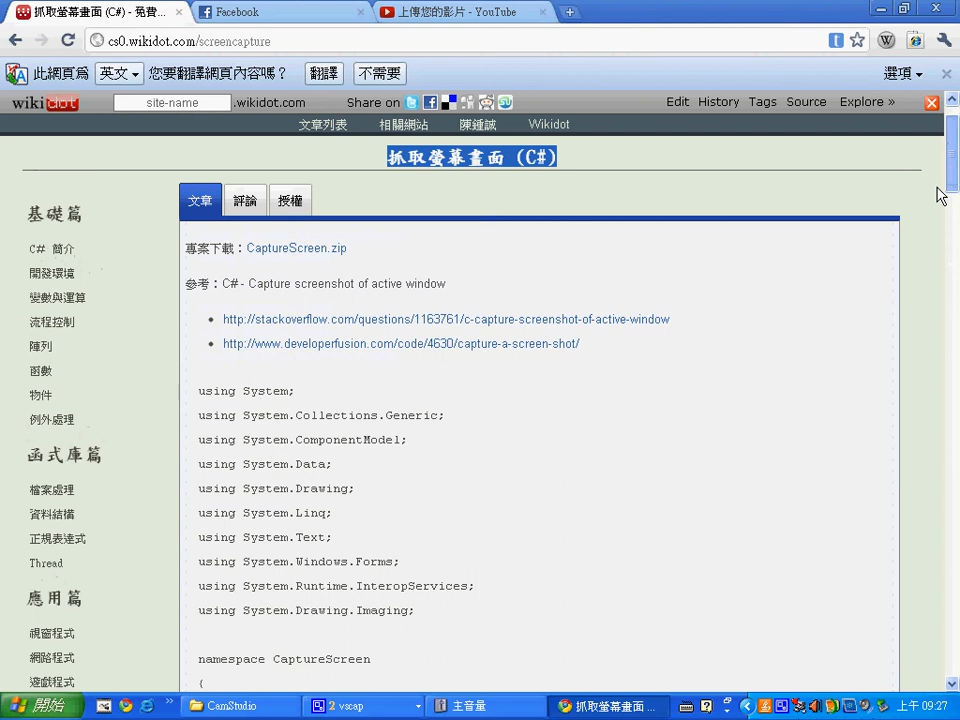 抓取螢幕畫面 (C#) - 免費...
Facebook
上傳您的影片 - YouTube
cs0.wikidot.com/screencapture
此網頁為 英文 您要翻譯網頁內容嗎？ 翻譯 不需要 選項
wikidot site-name .wikidot.com Share on Edit History Tags Source Explore »
文章列表 相關網站 陳鍾誠 Wikidot
抓取螢幕畫面 (C#)
文章 評論 授權
基礎篇
C# 簡介
開發環境
變數與運算
流程控制
陣列
函數
物件
例外處理
函式庫篇
檔案處理
資料結構
正規表達式
Thread
應用篇
視窗程式
網路程式
遊戲程式
專案下載：CaptureScreen.zip
參考：C# - Capture screenshot of active window
http://stackoverflow.com/questions/1163761/c-capture-screenshot-of-active-window
http://www.developerfusion.com/code/4630/capture-a-screen-shot/
using System;
using System.Collections.Generic;
using System.ComponentModel;
using System.Data;
using System.Drawing;
using System.Linq;
using System.Text;
using System.Windows.Forms;
using System.Runtime.InteropServices;
using System.Drawing.Imaging;
namespace CaptureScreen
{
開始 CamStudio 2 vscap 主音量 抓取螢幕畫面 ... 上午 09:27